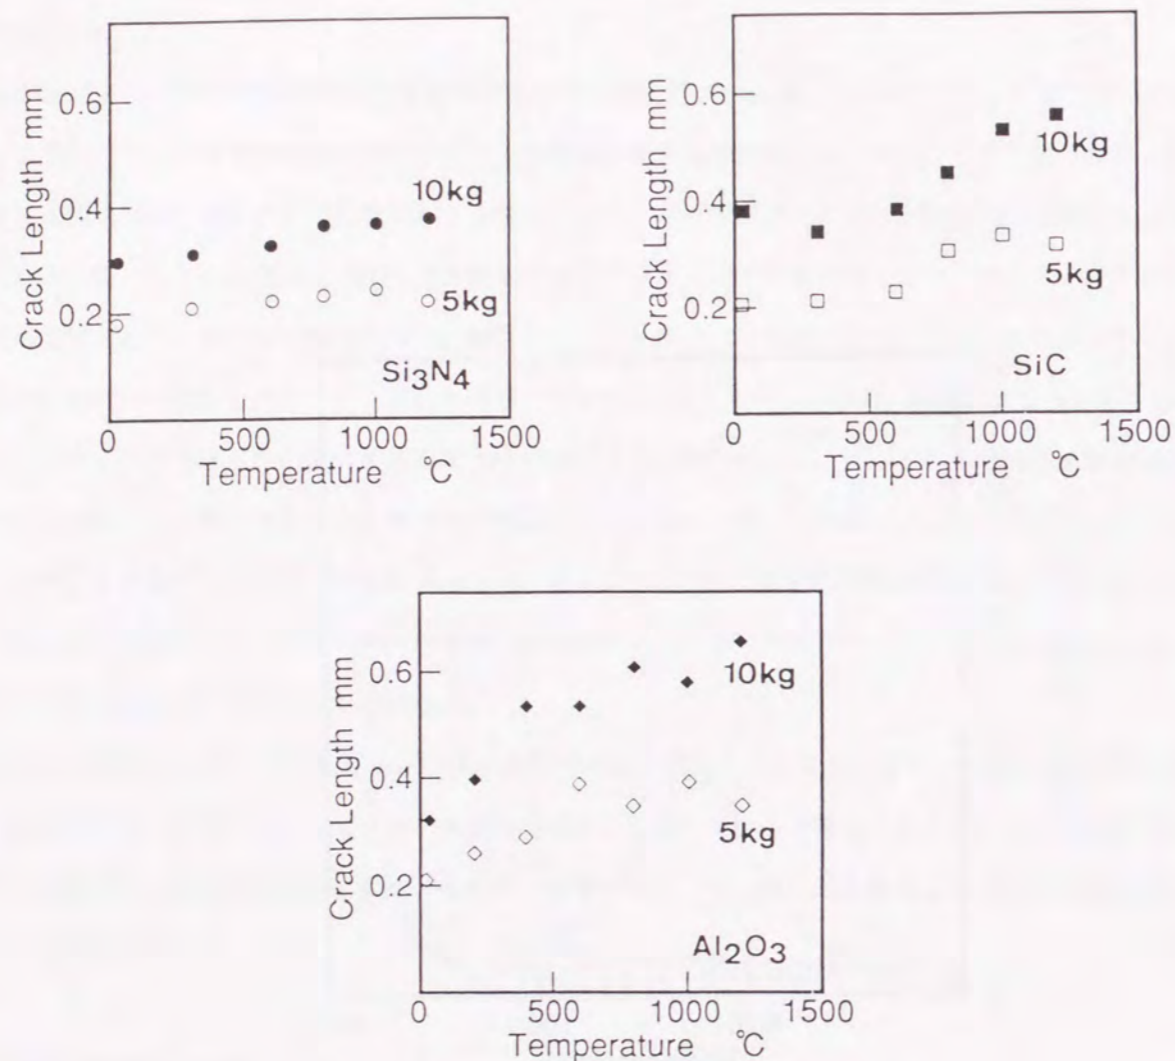 Crack Length mm
0.6
0.4
0.2
10kg
5kg
Si3N4
0 500 1000 1500
Temperature °C
Crack Length mm
0.6
0.4
0.2
10kg
5kg
SiC
0 500 1000 1500
Temperature °C
Crack Length mm
0.6
0.4
0.2
10kg
5kg
Al2O3
0 500 1000 1500
Temperature °C